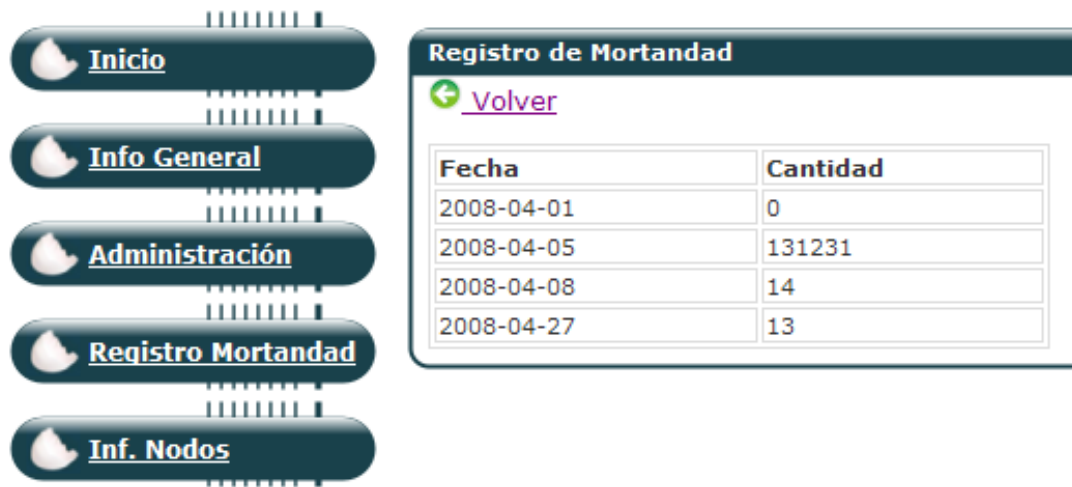 Inicio
Info General
Administración
Registro Mortandad
Inf. Nodos
Registro de Mortandad
Volver
Fecha Cantidad
2008-04-01 0
2008-04-05 131231
2008-04-08 14
2008-04-27 13